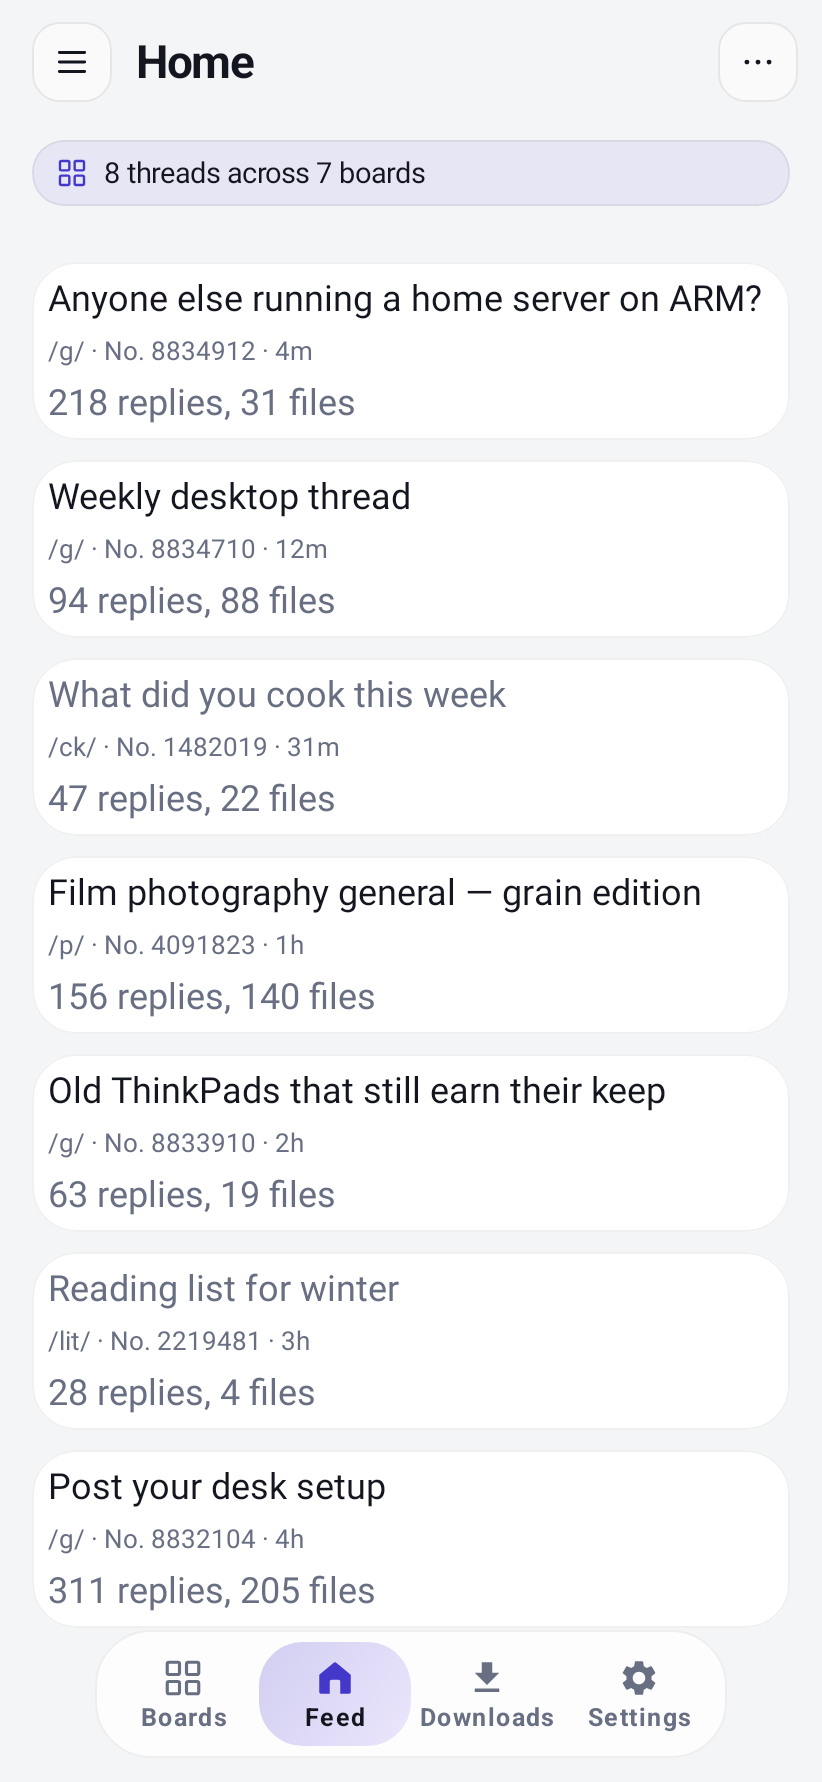 Home
8 threads across 7 boards
Anyone else running a home server on ARM?
/g/ · No. 8834912 · 4m
218 replies, 31 files
Weekly desktop thread
/g/ · No. 8834710 · 12m
94 replies, 88 files
What did you cook this week
/ck/ · No. 1482019 · 31m
47 replies, 22 files
Film photography general — grain edition
/p/ · No. 4091823 · 1h
156 replies, 140 files
Old ThinkPads that still earn their keep
/g/ · No. 8833910 · 2h
63 replies, 19 files
Reading list for winter
/lit/ · No. 2219481 · 3h
28 replies, 4 files
Post your desk setup
/g/ · No. 8832104 · 4h
311 replies, 205 files
Boards Feed Downloads Settings